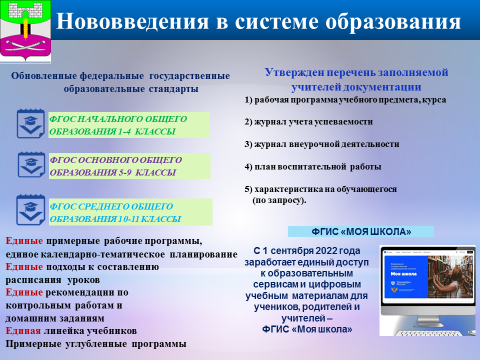 Нововведения в системе образования
Обновленные федеральные государственные
образовательные стандарты
ФГОС НАЧАЛЬНОГО ОБЩЕГО
ОБРАЗОВАНИЯ 1-4 КЛАССЫ
ФГОС ОСНОВНОГО ОБЩЕГО
ОБРАЗОВАНИЯ 5-9 КЛАССЫ
ФГОС СРЕДНЕГО ОБЩЕГО
ОБРАЗОВАНИЯ 10-11 КЛАССЫ
Единые примерные рабочие программы,
единое календарно-тематическое планирование
Единые подходы к составлению
расписания уроков
Единые рекомендации по
контрольным работам и
домашним заданиям
Единая линейка учебников
Примерные углубленные программы
Утвержден перечень заполняемой
учителей документации
1) рабочая программа учебного предмета, курса
2) журнал учета успеваемости
3) журнал внеурочной деятельности
4) план воспитательной работы
5) характеристика на обучающегося
(по запросу).
ФГИС «МОЯ ШКОЛА»
С 1 сентября 2022 года
заработает единый доступ
к образовательным
сервисам и цифровым
учебным материалам для
учеников, родителей и
учителей –
ФГИС «Моя школа»
Моя школа